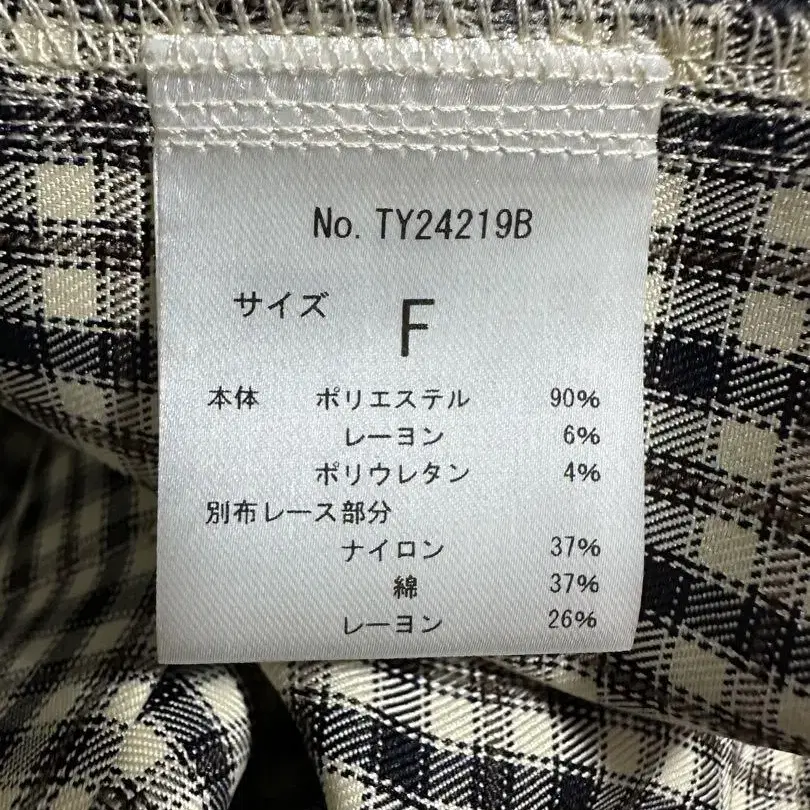 No. TY24219B
サイズ F
本体 ポリエステル 90%
レーヨン 6%
ポリウレタン 4%
別布レース部分
ナイロン 37%
綿 37%
レーヨン 26%